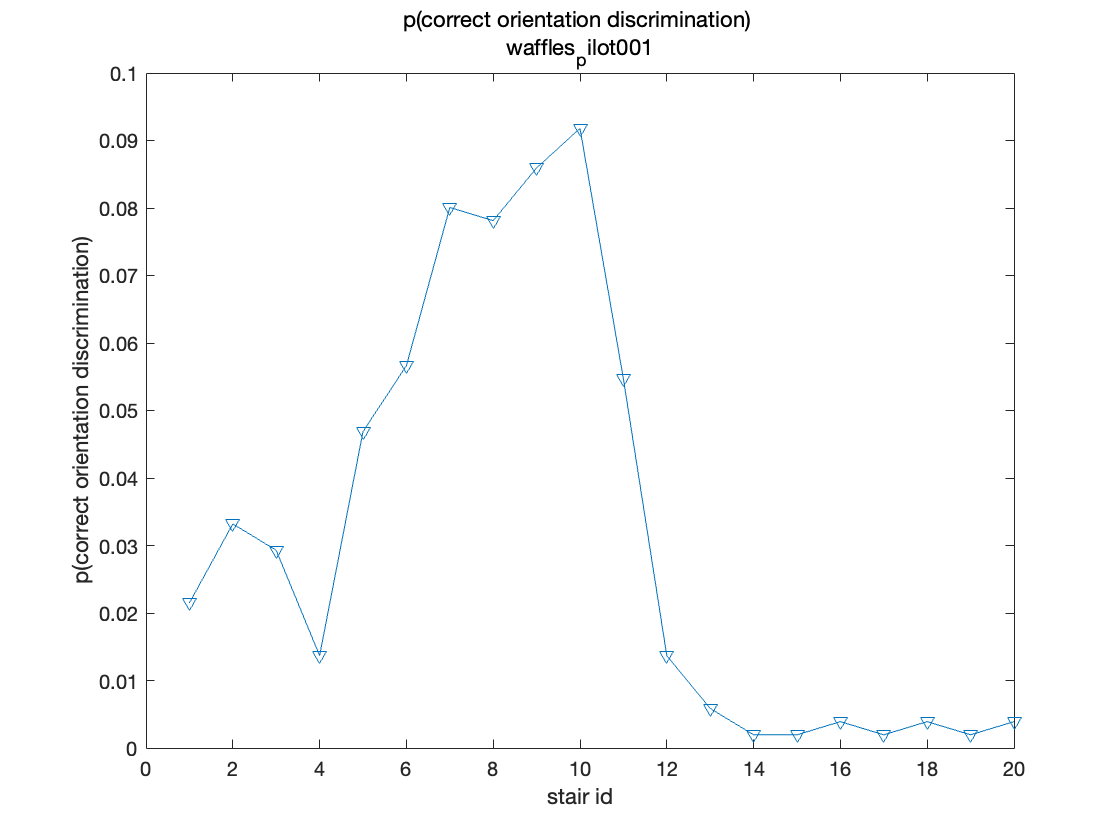 p(correct orientation discrimination)
waffles_pilot001
0.1
0.09
0.08
0.07
0.06
0.05
0.04
0.03
0.02
0.01
0
p(correct orientation discrimination)
0 2 4 6 8 10 12 14 16 18 20
stair id